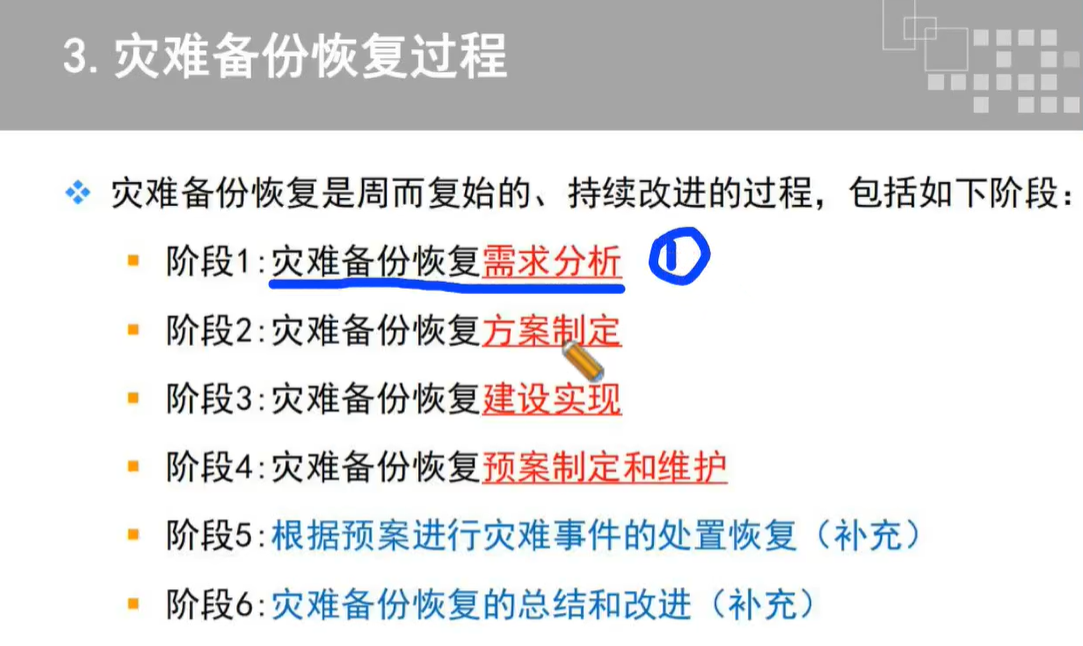 3. 灾难备份恢复过程
灾难备份恢复是周而复始的、持续改进的过程，包括如下阶段：
阶段1:灾难备份恢复需求分析 ①
阶段2:灾难备份恢复方案制定
阶段3:灾难备份恢复建设实现
阶段4:灾难备份恢复预案制定和维护
阶段5:根据预案进行灾难事件的处置恢复（补充）
阶段6:灾难备份恢复的总结和改进（补充）